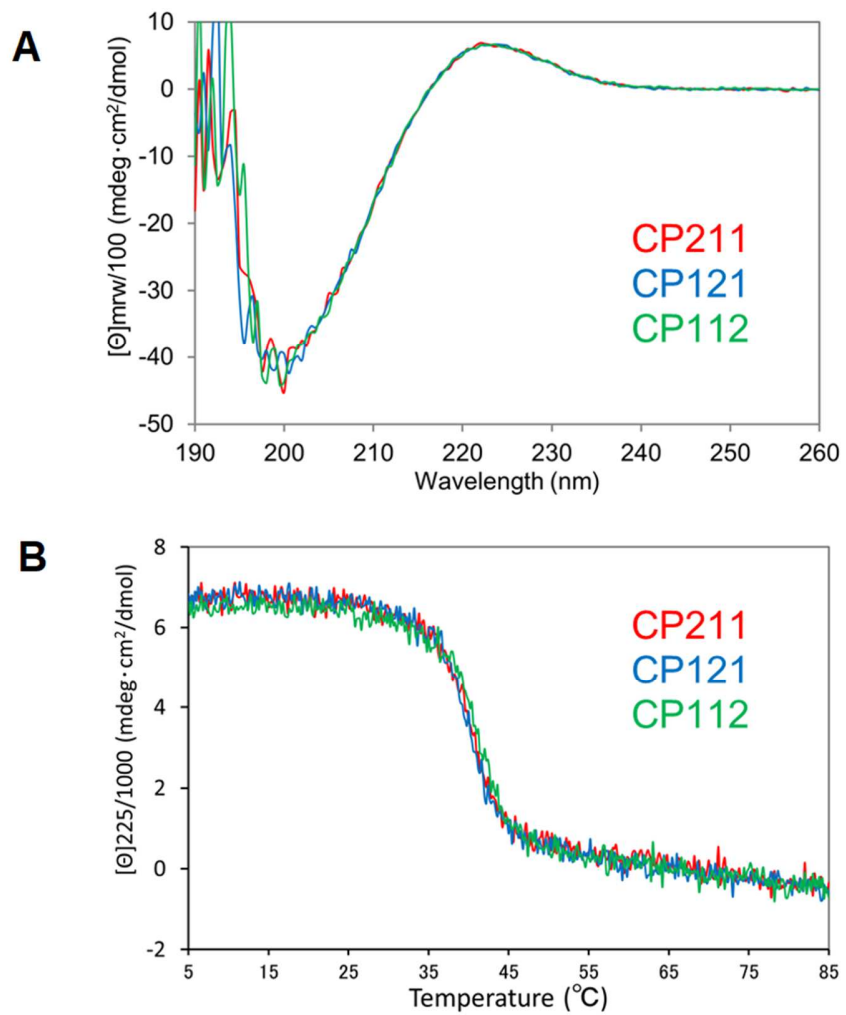 A
[Θ]mrw/100 (mdeg·cm²/dmol)
10
0
-10
-20
-30
-40
-50
CP211
CP121
CP112
190 200 210 220 230 240 250 260
Wavelength (nm)
B
[Θ]225/1000 (mdeg·cm²/dmol)
8
6
4
2
0
-2
CP211
CP121
CP112
5 15 25 35 45 55 65 75 85
Temperature (℃)